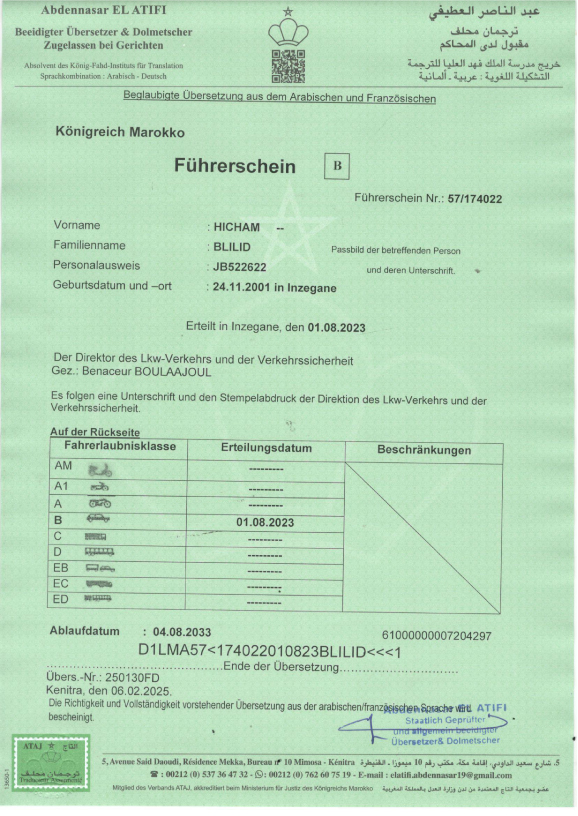 Abdennasar EL ATIFI
Beeidigter Übersetzer & Dolmetscher
Zugelassen bei Gerichten
Absolvent des König-Fahd-Instituts für Translation
Sprachkombination : Arabisch - Deutsch
عبد الناصر العطيفي
ترجمان محلف
مقبول لدى المحاكم
خريج مدرسة الملك فهد العليا للترجمة
التشكيلة اللغوية : عربية ـ ألمانية
Beglaubigte Übersetzung aus dem Arabischen und Französischen
Königreich Marokko
Führerschein B
Führerschein Nr.: 57/174022
Vorname : HICHAM --
Familienname : BLILID
Passbild der betreffenden Person
Personalausweis : JB522622
und deren Unterschrift.
Geburtsdatum und –ort : 24.11.2001 in Inzegane
Erteilt in Inzegane, den 01.08.2023
Der Direktor des Lkw-Verkehrs und der Verkehrssicherheit
Gez.: Benaceur BOULAAJOUL
Es folgen eine Unterschrift und den Stempelabdruck der Direktion des Lkw-Verkehrs und der
Verkehrssicherheit.
Auf der Rückseite
Fahrerlaubnisklasse Erteilungsdatum Beschränkungen
AM ---------
A1 ---------
A ---------
B 01.08.2023
C ---------
D ---------
EB ---------
EC ---------
ED ---------
Ablaufdatum : 04.08.2033
61000000007204297
D1LMA57<174022010823BLILID<<<1
Ende der Übersetzung
Übers.-Nr.: 250130FD
Kenitra, den 06.02.2025.
Die Richtigkeit und Vollständigkeit vorstehender Übersetzung aus der arabischen/französischen Sprache wird
bescheinigt.
Abdennasar EL ATIFI
Staatlich Geprüfter
und allgemein beeidigter
Übersetzer& Dolmetscher
ATAJ التاج
ترجمان محلف
Traducteur Assermenté
13650-1
5, Avenue Said Daoudi, Résidence Mekka, Bureau n° 10 Mimosa - Kénitra
5، شارع سعيد الداودي، إقامة مكة، مكتب رقم 10 ميموزا ـ القنيطرة
☎ : 00212 (0) 537 36 47 32 - : 00212 (0) 762 60 75 19 - E-mail : elatifi.abdennasar19@gmail.com
Mitglied des Verbands ATAJ, akkreditiert beim Ministerium für Justiz des Königreichs Marokko
عضو بجمعية التاج المعتمدة من لدن وزارة العدل بالمملكة المغربية